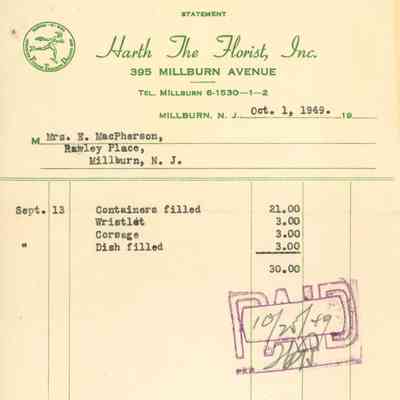 STATEMENT
Harth The Florist, Inc.
395 MILLBURN AVENUE
TEL. MILLBURN 6-1530—1—2
MILLBURN, N. J. Oct. 1, 1949. 19
M Mrs. E. MacPherson,
Rawley Place,
Millburn, N. J.
Sept. 13 Containers filled 21.00
Wristlet 3.00
Corsage 3.00
" Dish filled 3.00
30.00
PAID
10/25/49
PER